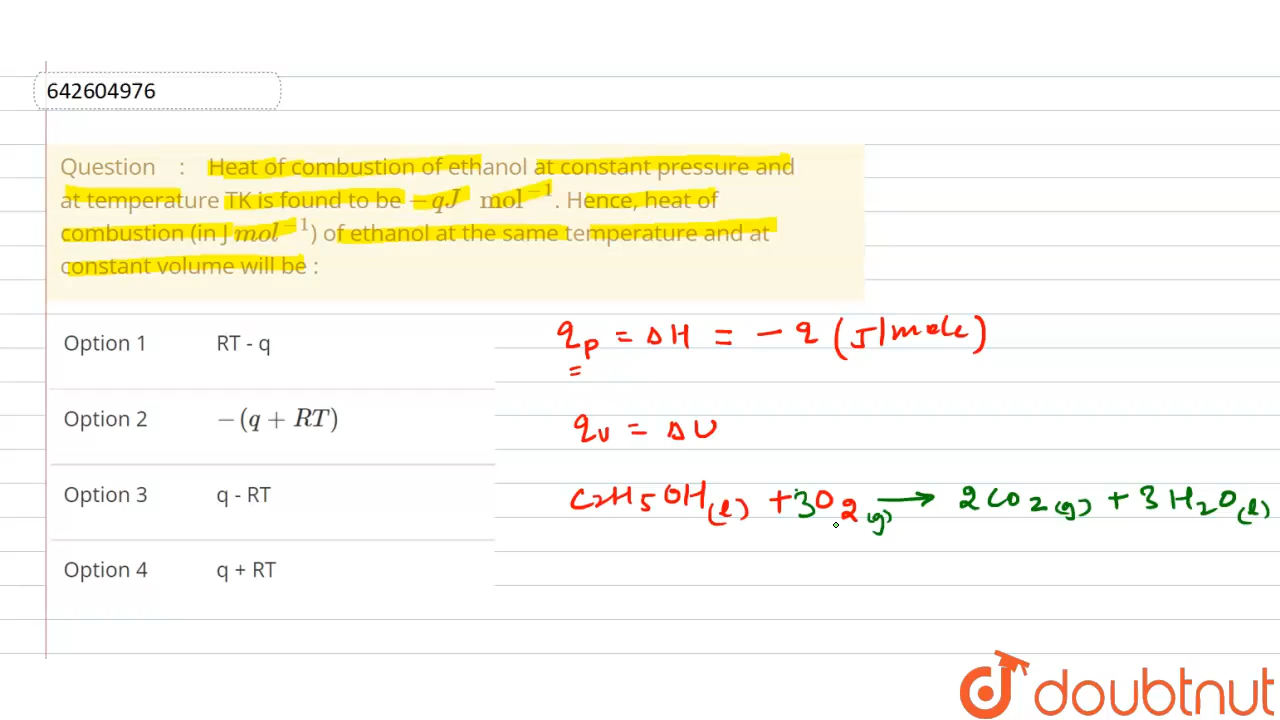 642604976
Question : Heat of combustion of ethanol at constant pressure and
at temperature TK is found to be −qJ mol⁻¹. Hence, heat of
combustion (in J mol⁻¹) of ethanol at the same temperature and at
constant volume will be :
Option 1 RT - q
Option 2 −(q + RT)
Option 3 q - RT
Option 4 q + RT
qp = ΔH = − q (J/mole)
=
qv = ΔU
C2H5OH(l) + 3O2(g) → 2CO2(g) + 3H2O(l)
doubtnut